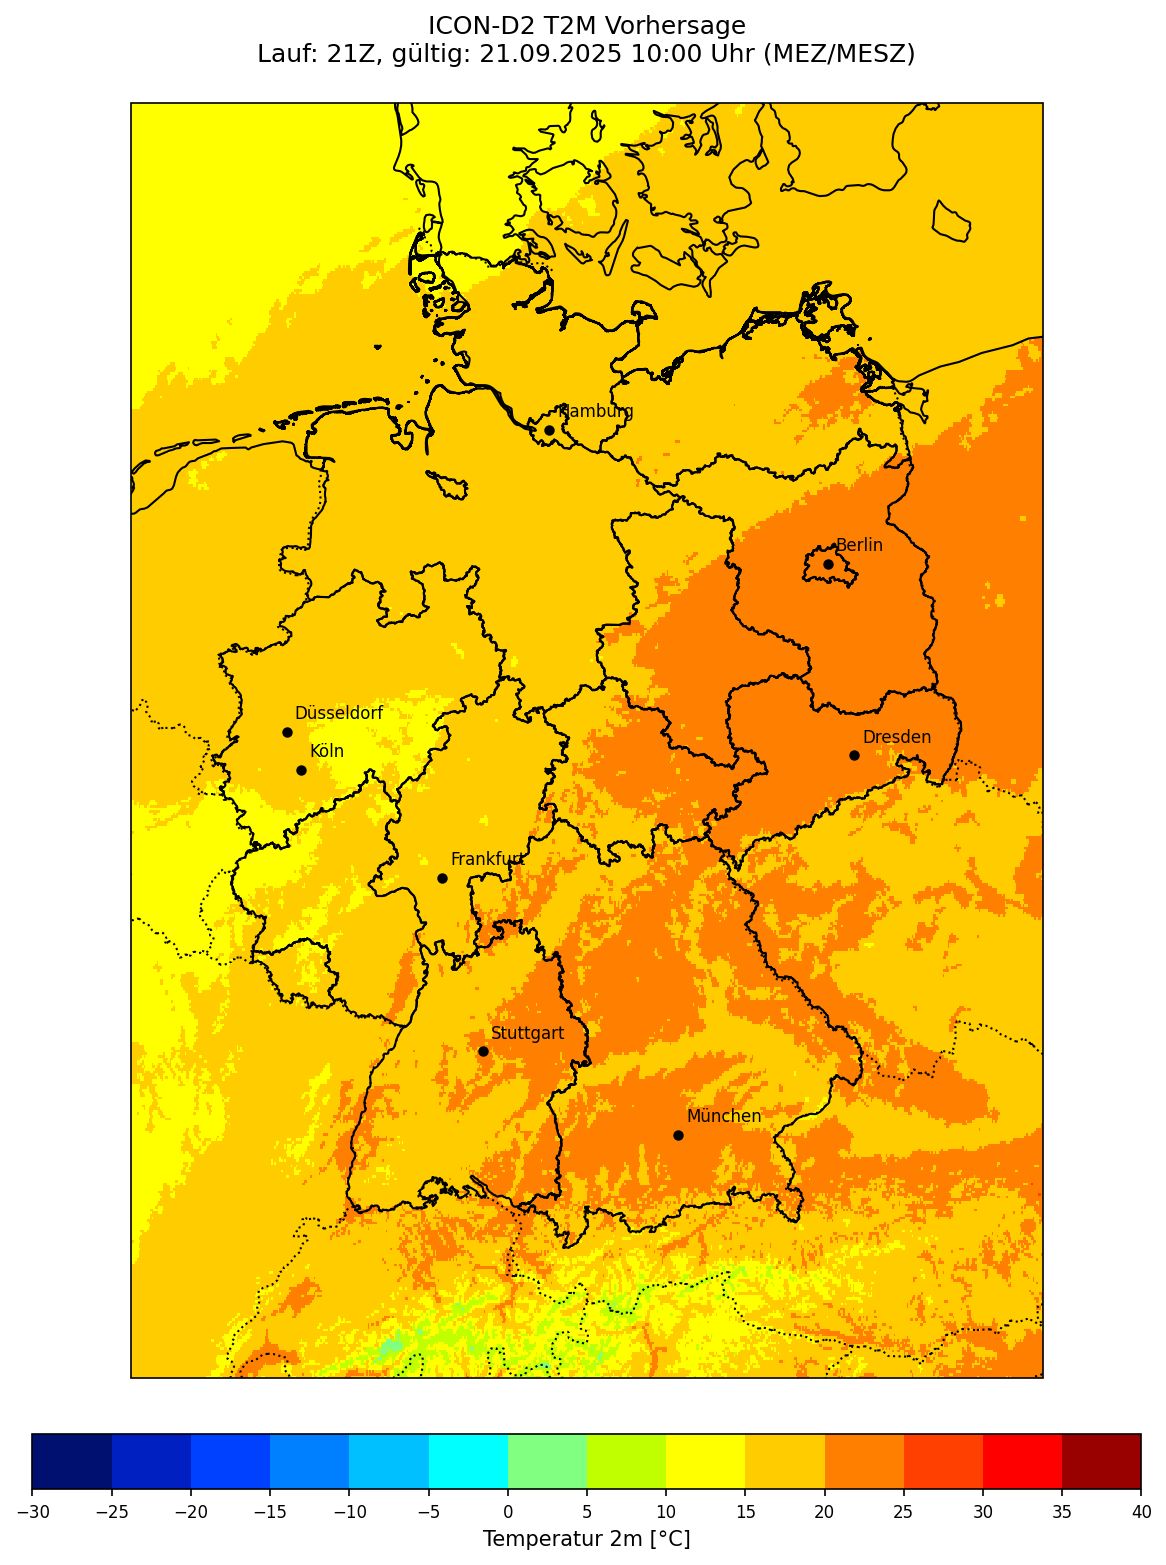 ICON-D2 T2M Vorhersage
Lauf: 21Z, gültig: 21.09.2025 10:00 Uhr (MEZ/MESZ)
Hamburg
Berlin
Düsseldorf
Dresden
Köln
Frankfurt
Stuttgart
München
−30 −25 −20 −15 −10 −5 0 5 10 15 20 25 30 35 40
Temperatur 2m [°C]